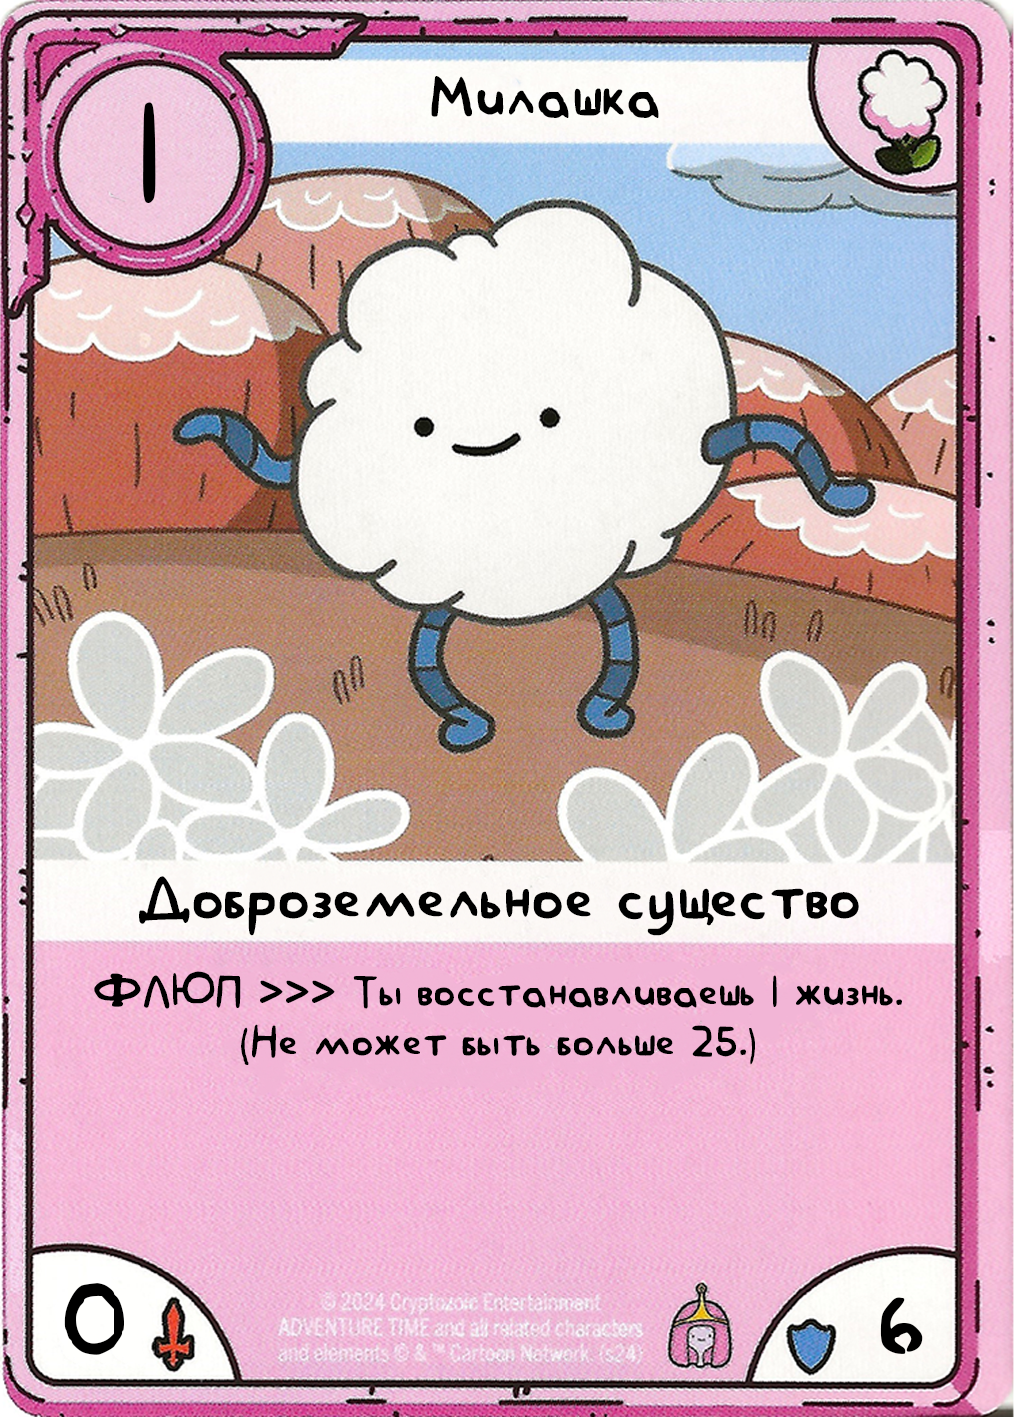 1
Милашка
Доброземельное существо
ФЛЮП >>> Ты восстанавливаешь 1 жизнь.
(Не может быть больше 25.)
0
© 2024 Cryptozoic Entertainment
ADVENTURE TIME and all related characters
and elements © & ™ Cartoon Network. (s24)
6